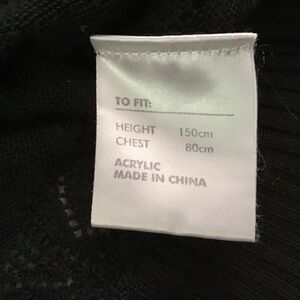 TO FIT:
HEIGHT 150cm
CHEST 80cm
ACRYLIC
MADE IN CHINA